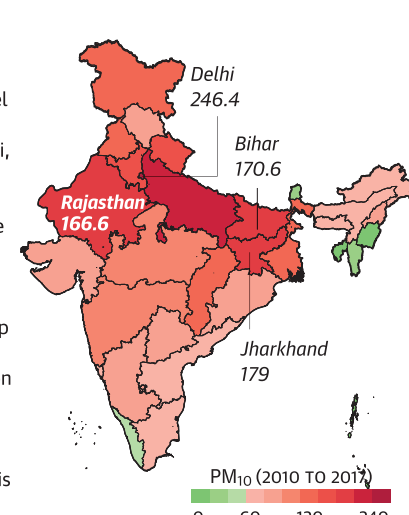 Delhi
246.4
Bihar
170.6
Rajasthan
166.6
Jharkhand
179
PM₁₀ (2010 TO 2017)